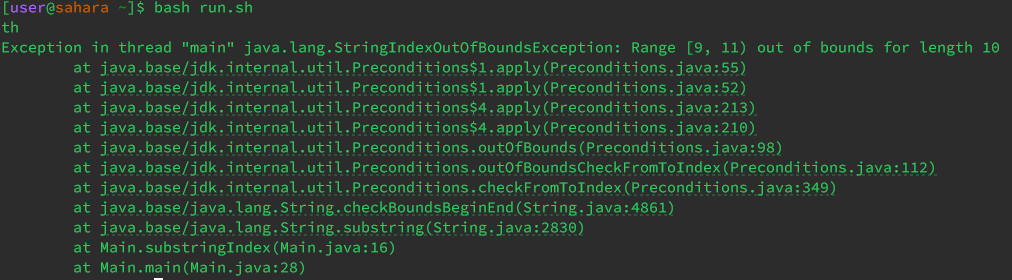 [user@sahara ~]$ bash run.sh
th
Exception in thread "main" java.lang.StringIndexOutOfBoundsException: Range [9, 11) out of bounds for length 10
        at java.base/jdk.internal.util.Preconditions$1.apply(Preconditions.java:55)
        at java.base/jdk.internal.util.Preconditions$1.apply(Preconditions.java:52)
        at java.base/jdk.internal.util.Preconditions$4.apply(Preconditions.java:213)
        at java.base/jdk.internal.util.Preconditions$4.apply(Preconditions.java:210)
        at java.base/jdk.internal.util.Preconditions.outOfBounds(Preconditions.java:98)
        at java.base/jdk.internal.util.Preconditions.outOfBoundsCheckFromToIndex(Preconditions.java:112)
        at java.base/jdk.internal.util.Preconditions.checkFromToIndex(Preconditions.java:349)
        at java.base/java.lang.String.checkBoundsBeginEnd(String.java:4861)
        at java.base/java.lang.String.substring(String.java:2830)
        at Main.substringIndex(Main.java:16)
        at Main.main(Main.java:28)